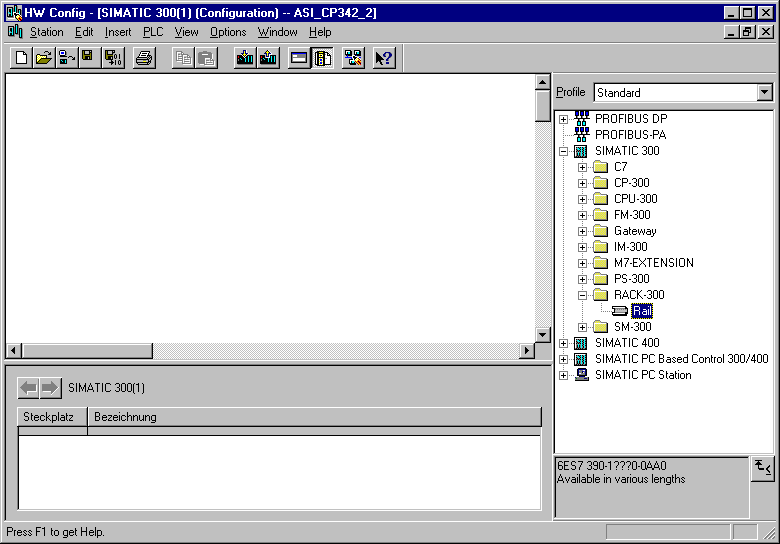 HW Config - [SIMATIC 300(1) (Configuration) -- ASI_CP342_2]
Station Edit Insert PLC View Options Window Help
Profile Standard
PROFIBUS DP
PROFIBUS-PA
SIMATIC 300
C7
CP-300
CPU-300
FM-300
Gateway
IM-300
M7-EXTENSION
PS-300
RACK-300
Rail
SM-300
SIMATIC 400
SIMATIC PC Based Control 300/400
SIMATIC PC Station
SIMATIC 300(1)
Steckplatz Bezeichnung
6ES7 390-1???0-0AA0
Available in various lengths
Press F1 to get Help.